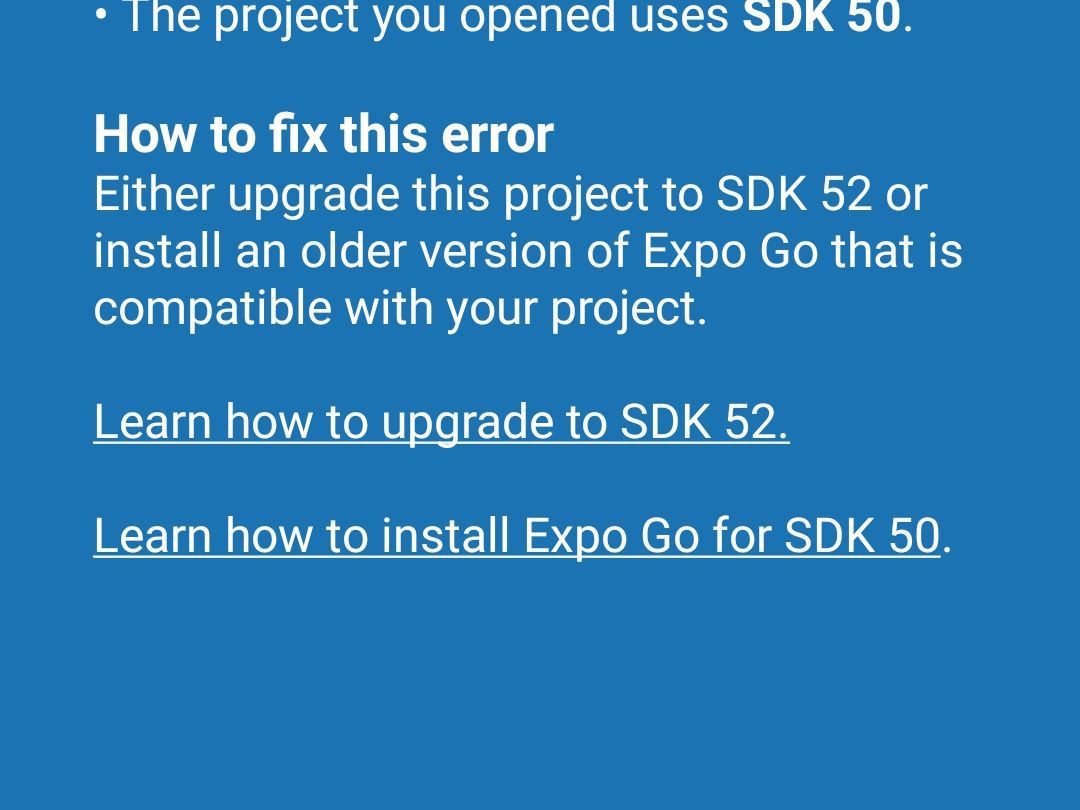 • The project you opened uses SDK 50.
How to fix this error
Either upgrade this project to SDK 52 or
install an older version of Expo Go that is
compatible with your project.
Learn how to upgrade to SDK 52.
Learn how to install Expo Go for SDK 50.